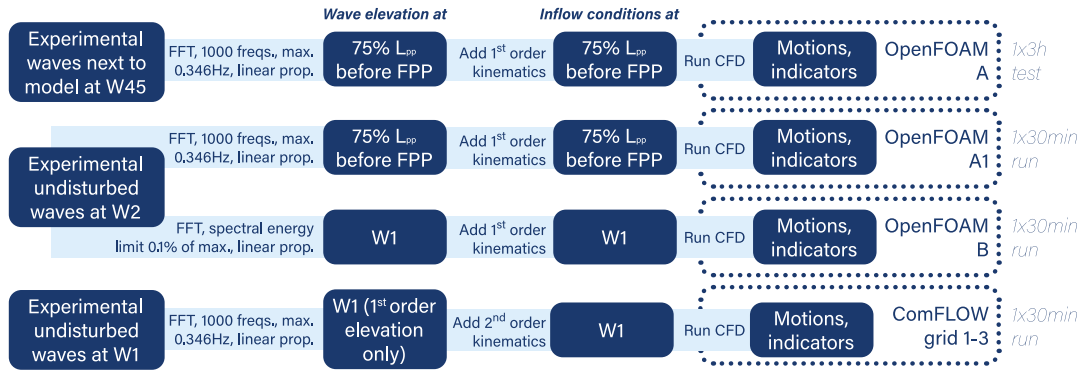 Wave elevation at
Inflow conditions at
Experimental
waves next to
model at W45
FFT, 1000 freqs., max.
0.346Hz, linear prop.
75% Lpp
before FPP
Add 1st order
kinematics
75% Lpp
before FPP
Run CFD
Motions,
indicators
OpenFOAM
A
1x3h
test
Experimental
undisturbed
waves at W2
FFT, 1000 freqs., max.
0.346Hz, linear prop.
75% Lpp
before FPP
Add 1st order
kinematics
75% Lpp
before FPP
Run CFD
Motions,
indicators
OpenFOAM
A1
1x30min
run
FFT, spectral energy
limit 0.1% of max., linear prop.
W1
Add 1st order
kinematics
W1
Run CFD
Motions,
indicators
OpenFOAM
B
1x30min
run
Experimental
undisturbed
waves at W1
FFT, 1000 freqs., max.
0.346Hz, linear prop.
W1 (1st order
elevation
only)
Add 2nd order
kinematics
W1
Run CFD
Motions,
indicators
ComFLOW
grid 1-3
1x30min
run